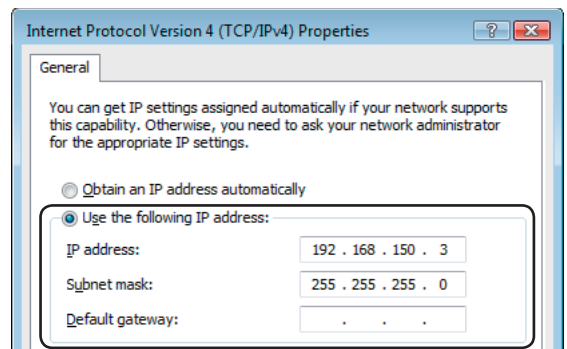 Internet Protocol Version 4 (TCP/IPv4) Properties
General
You can get IP settings assigned automatically if your network supports
this capability. Otherwise, you need to ask your network administrator
for the appropriate IP settings.
Obtain an IP address automatically
Use the following IP address:
IP address: 192 . 168 . 150 . 3
Subnet mask: 255 . 255 . 255 . 0
Default gateway: . . .